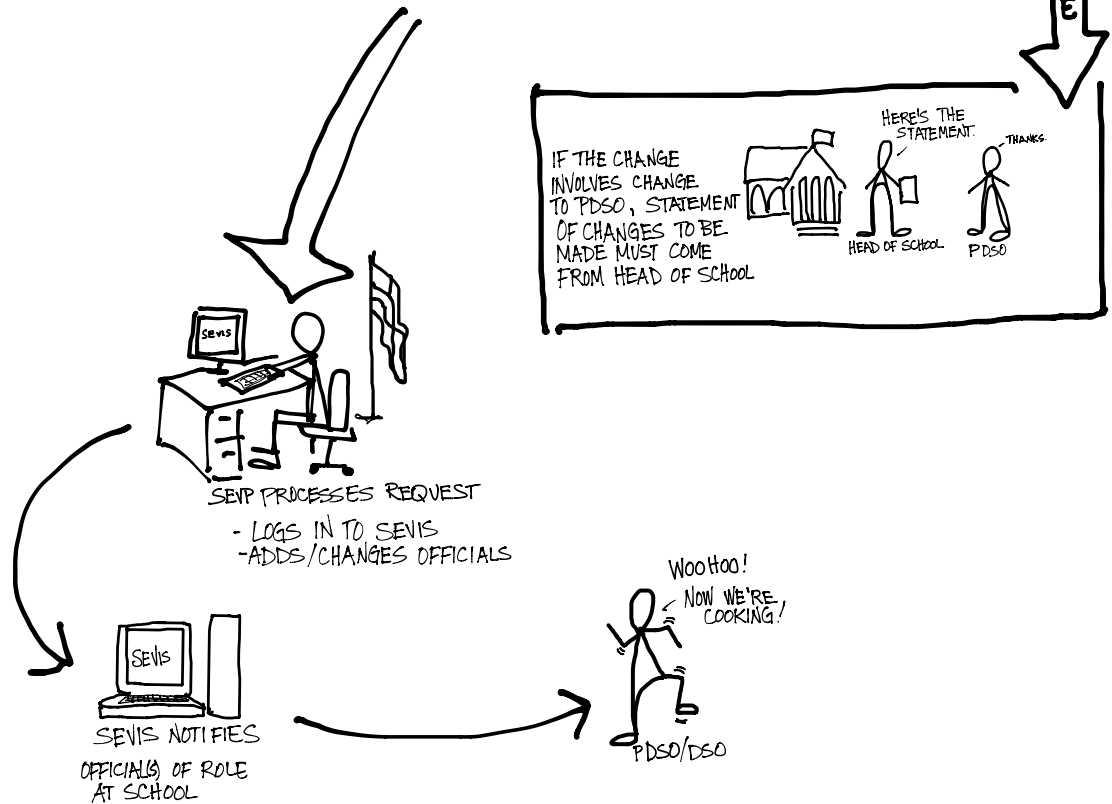 E
HERE'S THE
STATEMENT.
THANKS.
IF THE CHANGE
INVOLVES CHANGE
TO PDSO, STATEMENT
OF CHANGES TO BE
MADE MUST COME
FROM HEAD OF SCHOOL
HEAD OF SCHOOL
PDSO
SEVIS
SEVP PROCESSES REQUEST
- LOGS IN TO SEVIS
-ADDS/CHANGES OFFICIALS
WOOHOO!
NOW WE'RE
COOKING!
PDSO/DSO
SEVIS
SEVIS NOTIFIES
OFFICIAL(S) OF ROLE
AT SCHOOL